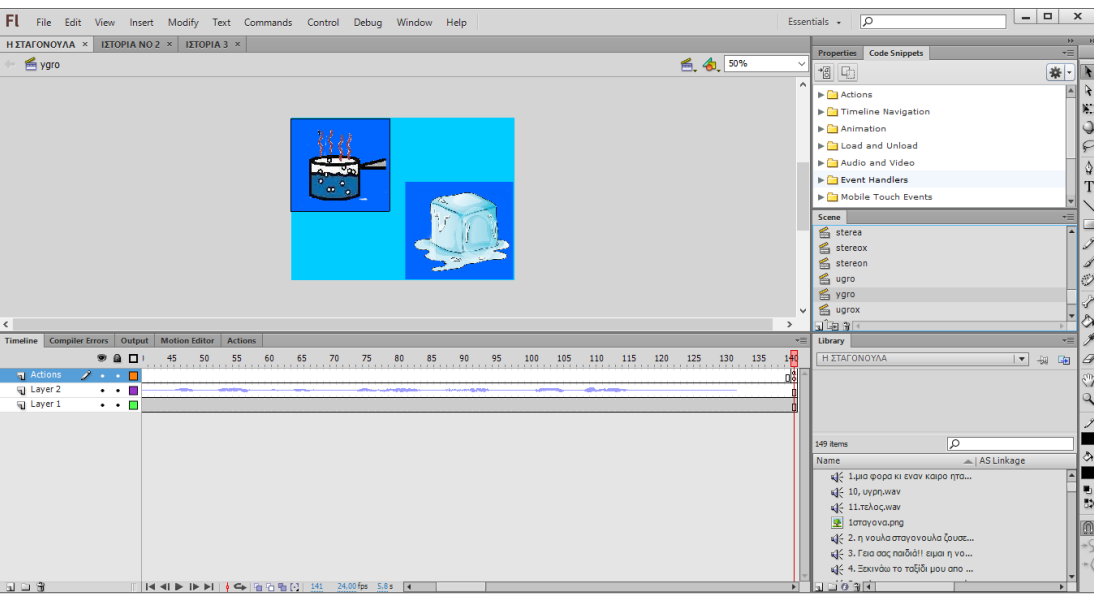 Fl File Edit View Insert Modify Text Commands Control Debug Window Help Essentials
Η ΣΤΑΓΟΝΟΥΛΑ × ΙΣΤΟΡΙΑ ΝΟ 2 × ΙΣΤΟΡΙΑ 3 ×
ygro 50%
Properties Code Snippets
Actions
Timeline Navigation
Animation
Load and Unload
Audio and Video
Event Handlers
Mobile Touch Events
Scene
sterea
stereox
stereon
ugro
ygro
ugrox
Timeline Compiler Errors Output Motion Editor Actions
45 50 55 60 65 70 75 80 85 90 95 100 105 110 115 120 125 130 135 140
Actions
Layer 2
Layer 1
141 24.00 fps 5.8 s
Library
Η ΣΤΑΓΟΝΟΥΛΑ
149 items
Name AS Linkage
1.μια φορα κι εναν καιρο ητα...
10, υγρη.wav
11.τελος.wav
1σταγονα.png
2. η νουλα σταγονουλα ζουσε...
3. Γεια σας παιδιά!! ειμαι η νο...
4. Ξεκινάω το ταξίδι μου απο ...